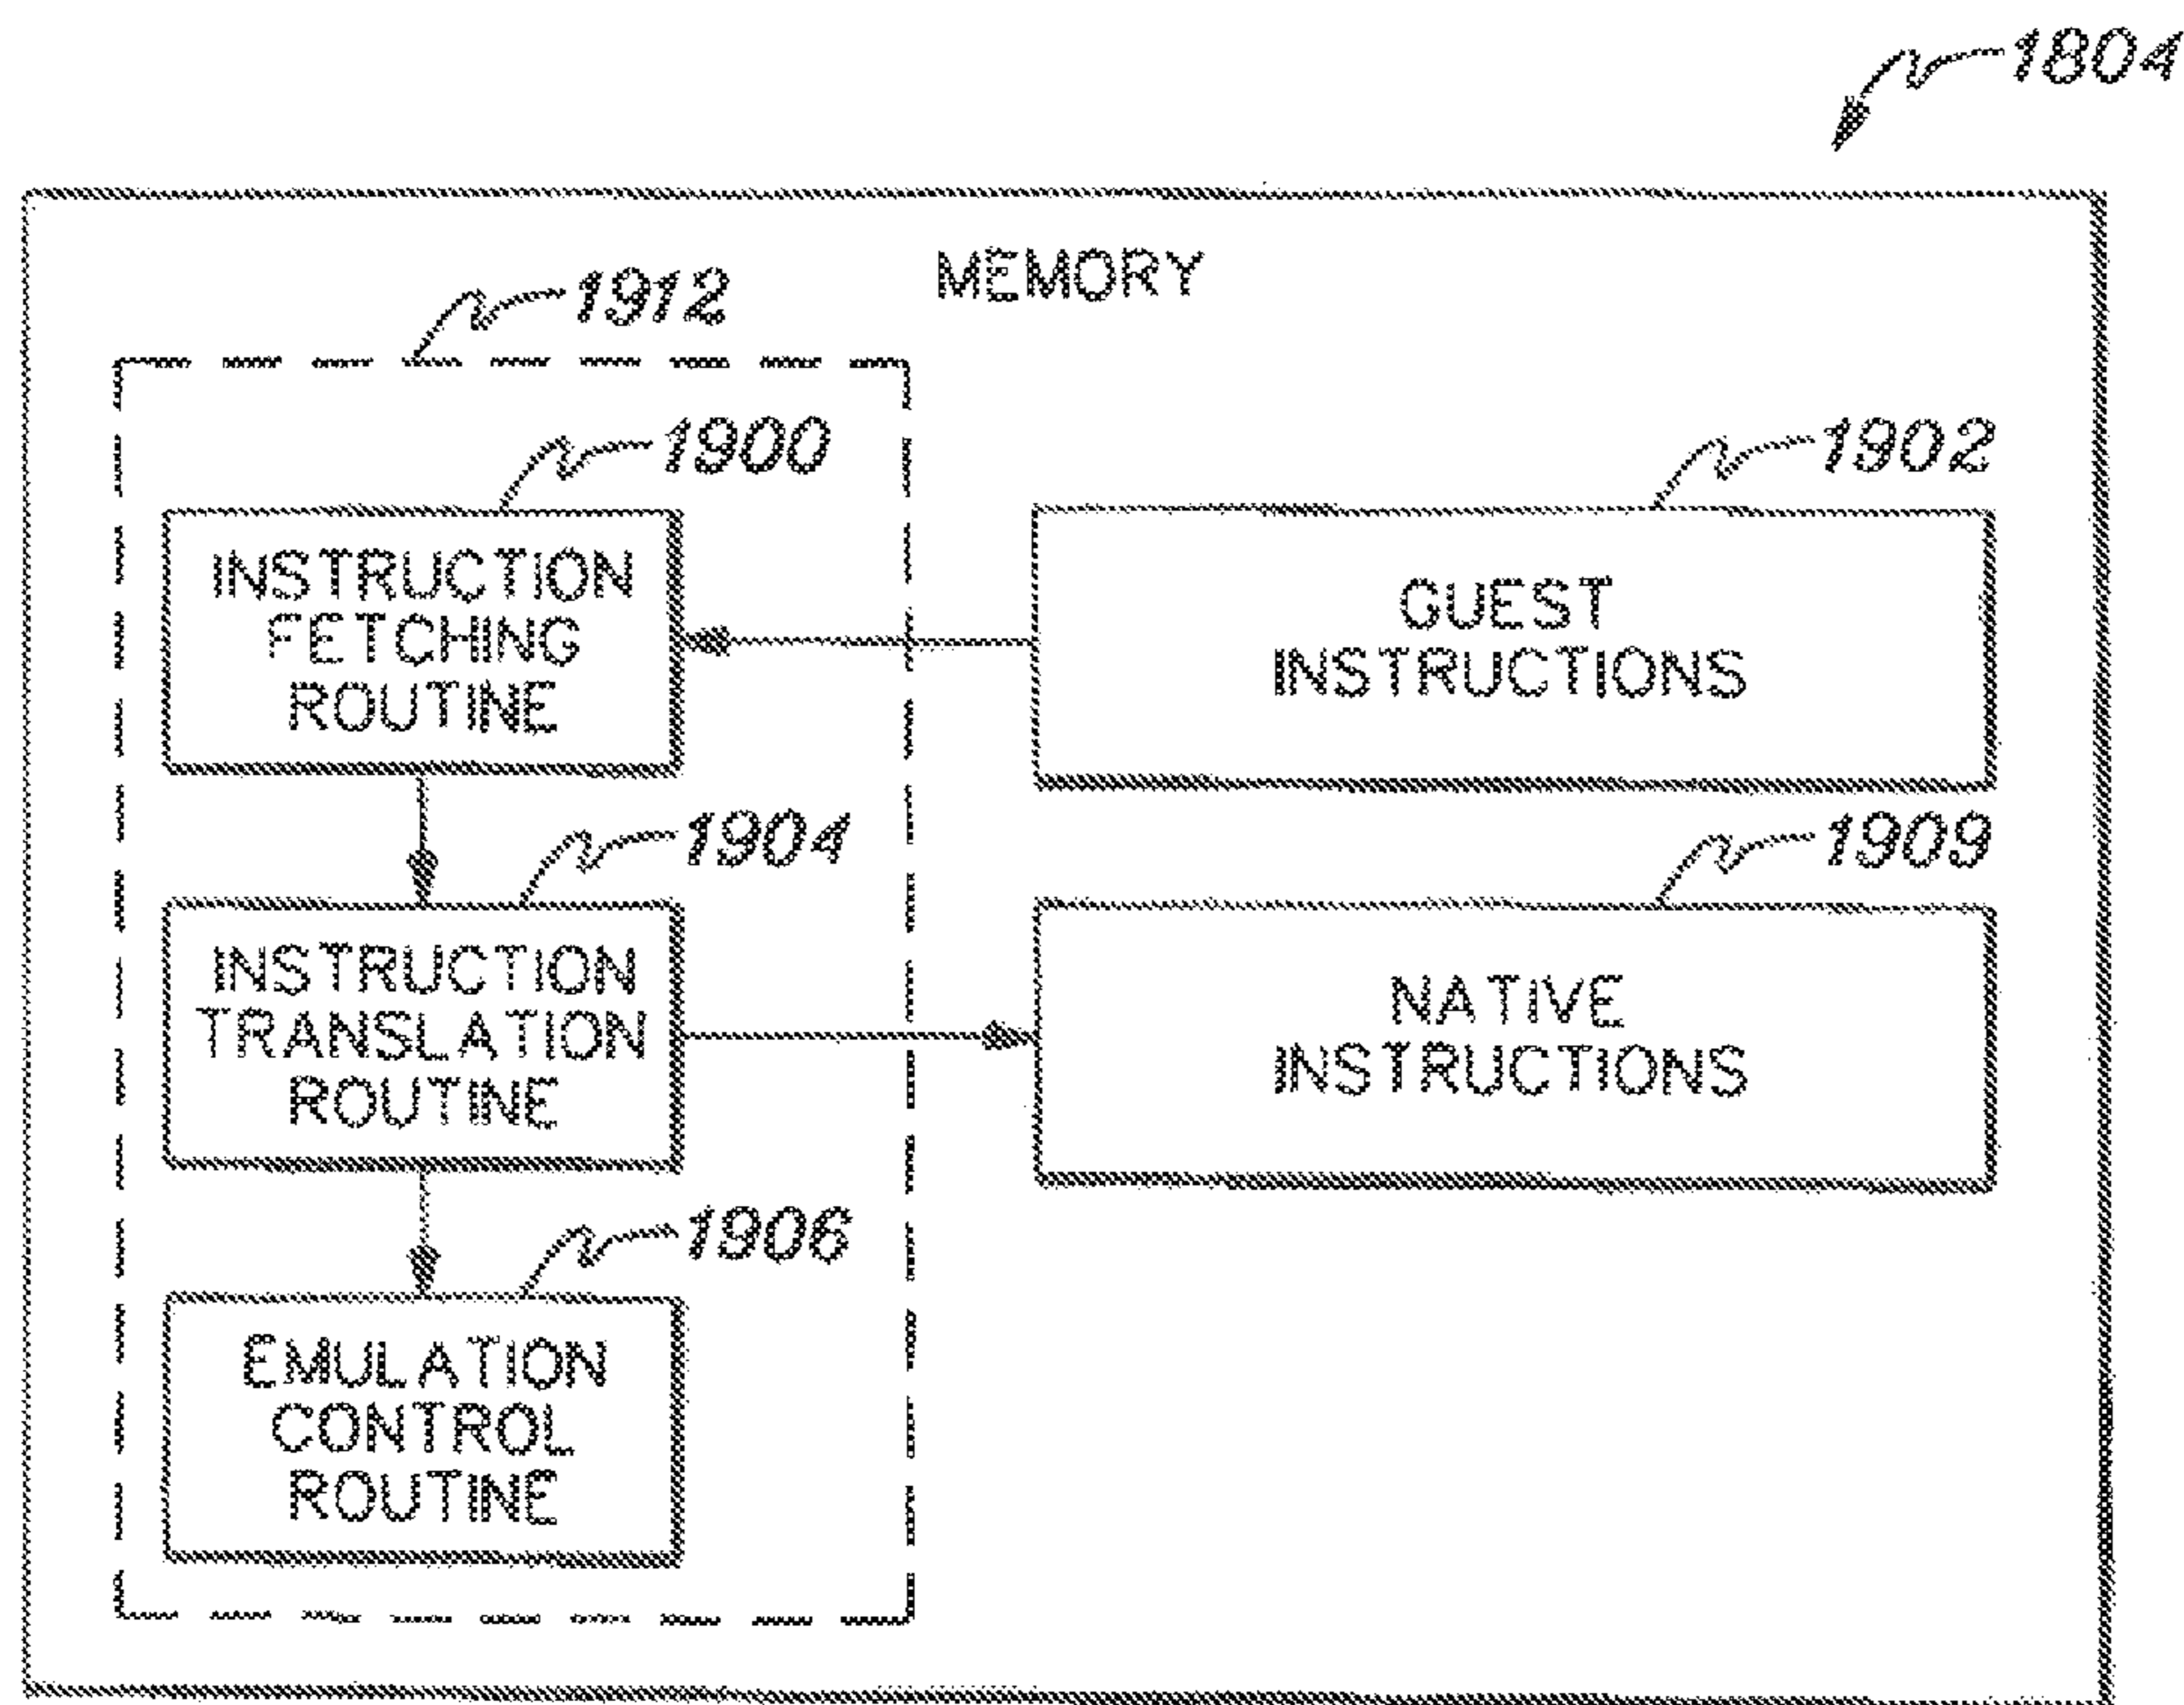 1804
MEMORY
1912
1900
1902
INSTRUCTION
FETCHING
ROUTINE
GUEST
INSTRUCTIONS
1904
1909
INSTRUCTION
TRANSLATION
ROUTINE
NATIVE
INSTRUCTIONS
1906
EMULATION
CONTROL
ROUTINE